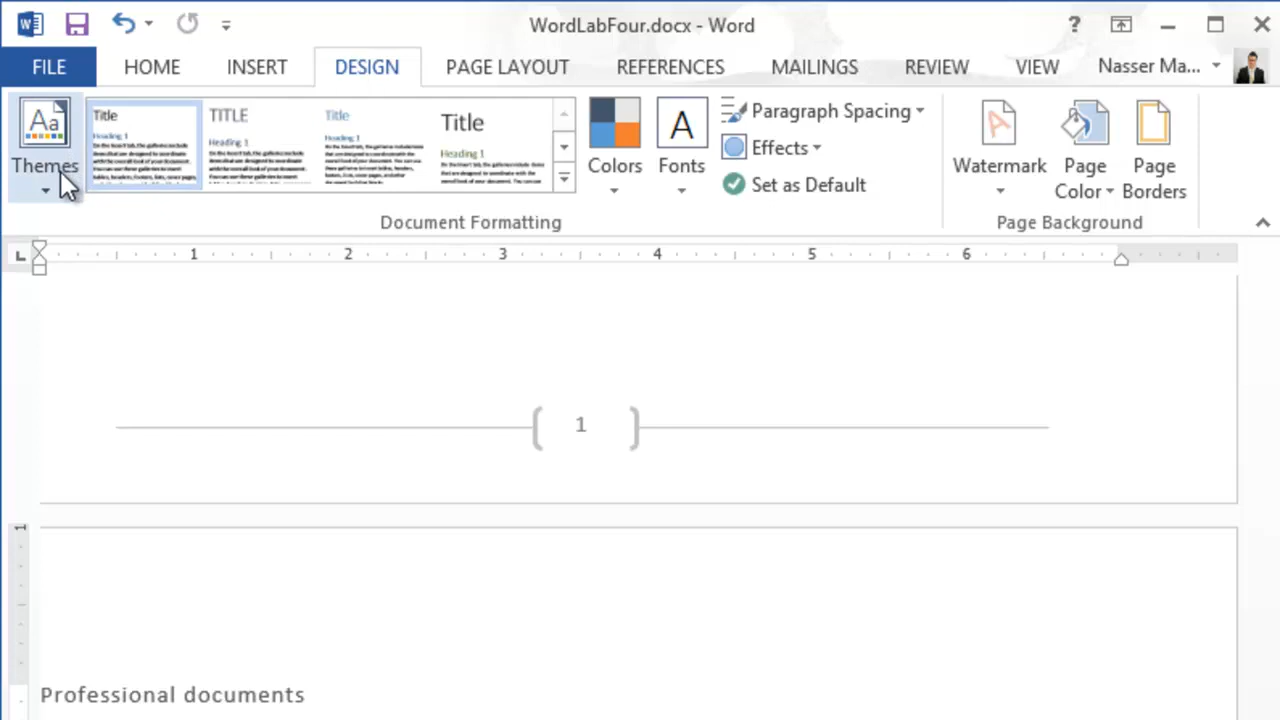 WordLabFour.docx - Word
?
FILE HOME INSERT DESIGN PAGE LAYOUT REFERENCES MAILINGS REVIEW VIEW Nasser Ma...
Aa
Themes
Title
Heading 1
TITLE
Heading 1
Title
Heading 1
Title
Heading 1
Colors
A
Fonts
Paragraph Spacing
Effects
Set as Default
Document Formatting
A
Watermark
Page
Color
Page
Borders
Page Background
L
1 2 3 4 5 6
1
1
Professional documents